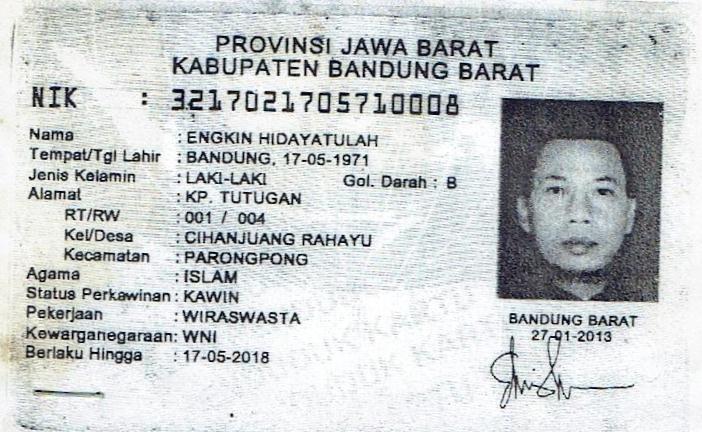 PROVINSI JAWA BARAT
KABUPATEN BANDUNG BARAT
NIK : 3217021705710008
Nama : ENGKIN HIDAYATULAH
Tempat/Tgl Lahir : BANDUNG, 17-05-1971
Jenis Kelamin : LAKI-LAKI Gol. Darah : B
Alamat : KP. TUTUGAN
RT/RW : 001 / 004
Kel/Desa : CIHANJUANG RAHAYU
Kecamatan : PARONGPONG
Agama : ISLAM
Status Perkawinan : KAWIN
Pekerjaan : WIRASWASTA
Kewarganegaraan: WNI
Berlaku Hingga : 17-05-2018
BANDUNG BARAT
27-01-2013